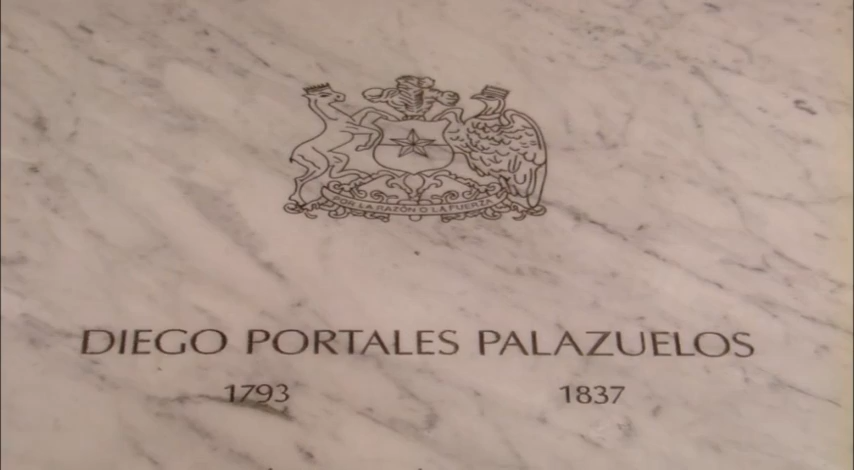 POR LA RAZÓN O LA FUERZA
DIEGO PORTALES PALAZUELOS
1793 1837